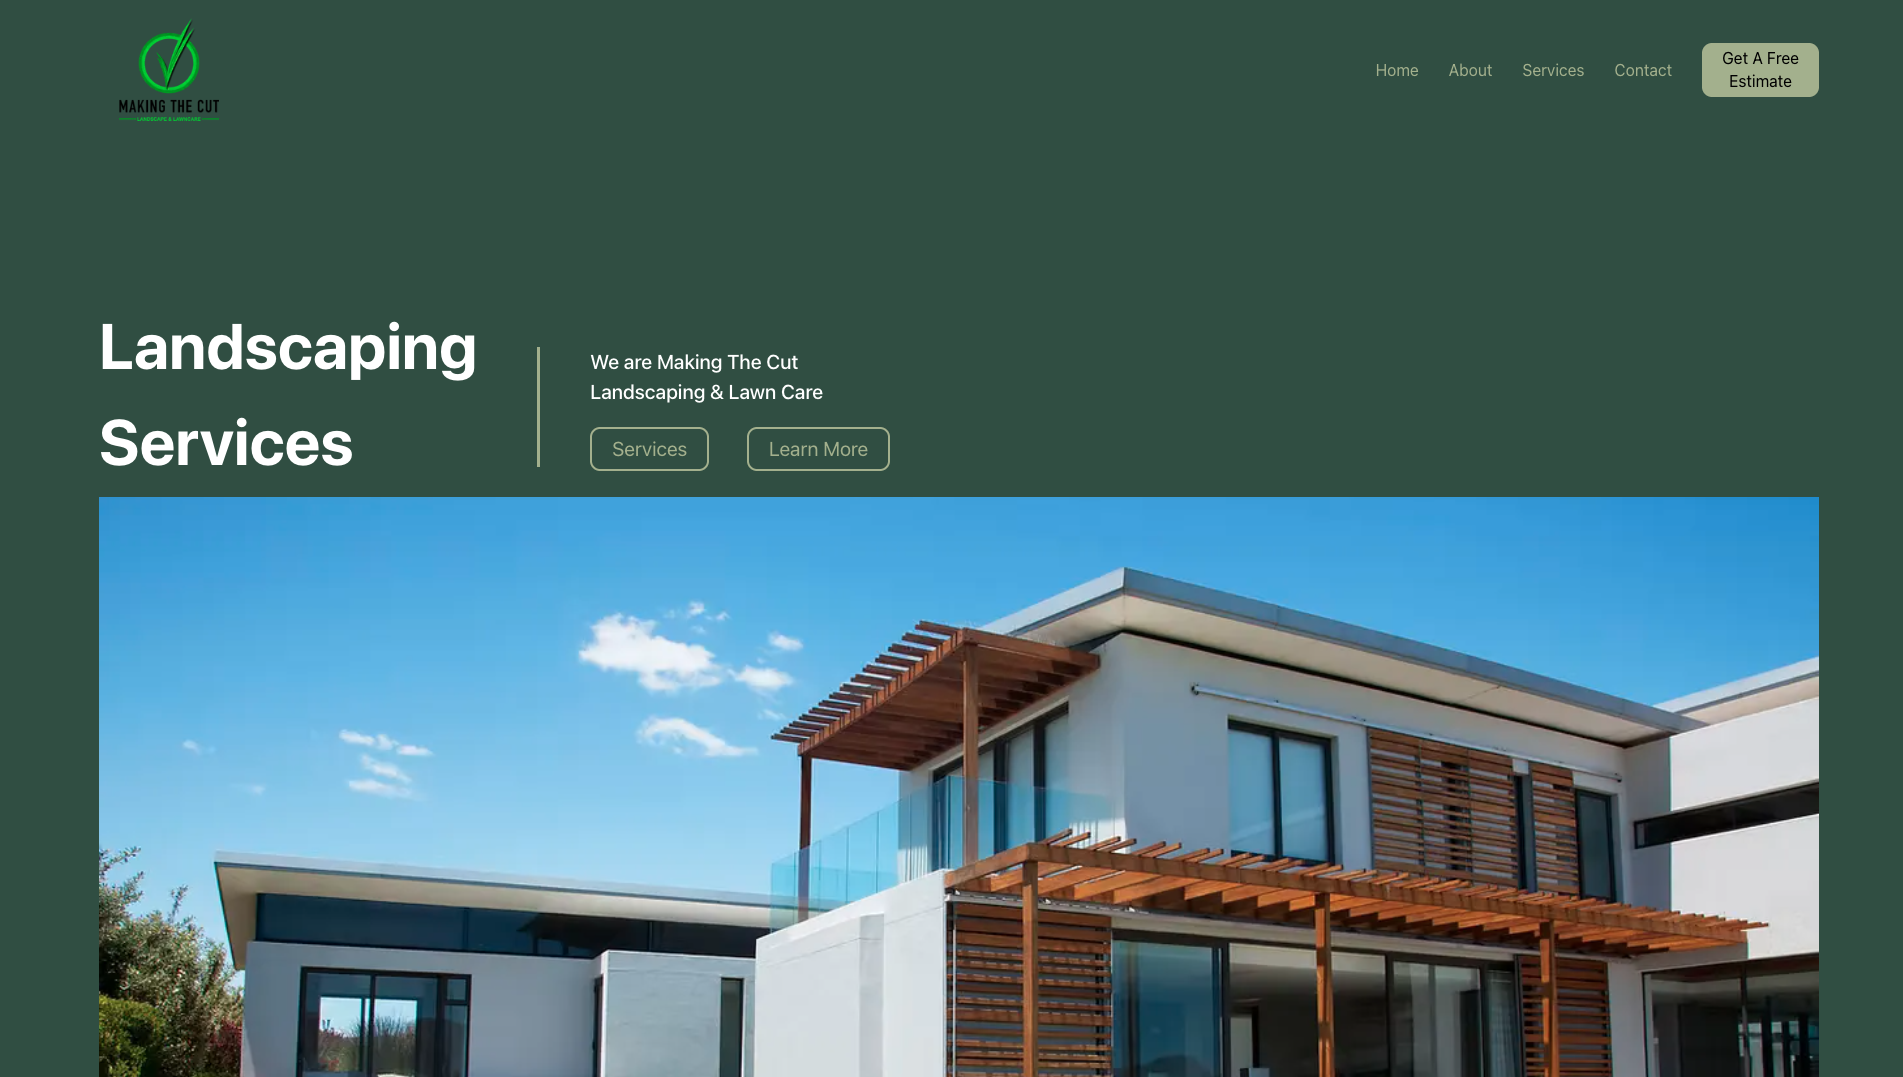 MAKING THE CUT
LANDSCAPE & LAWNCARE
Home
About
Services
Contact
Get A Free
Estimate
Landscaping
Services
We are Making The Cut
Landscaping & Lawn Care
Services
Learn More